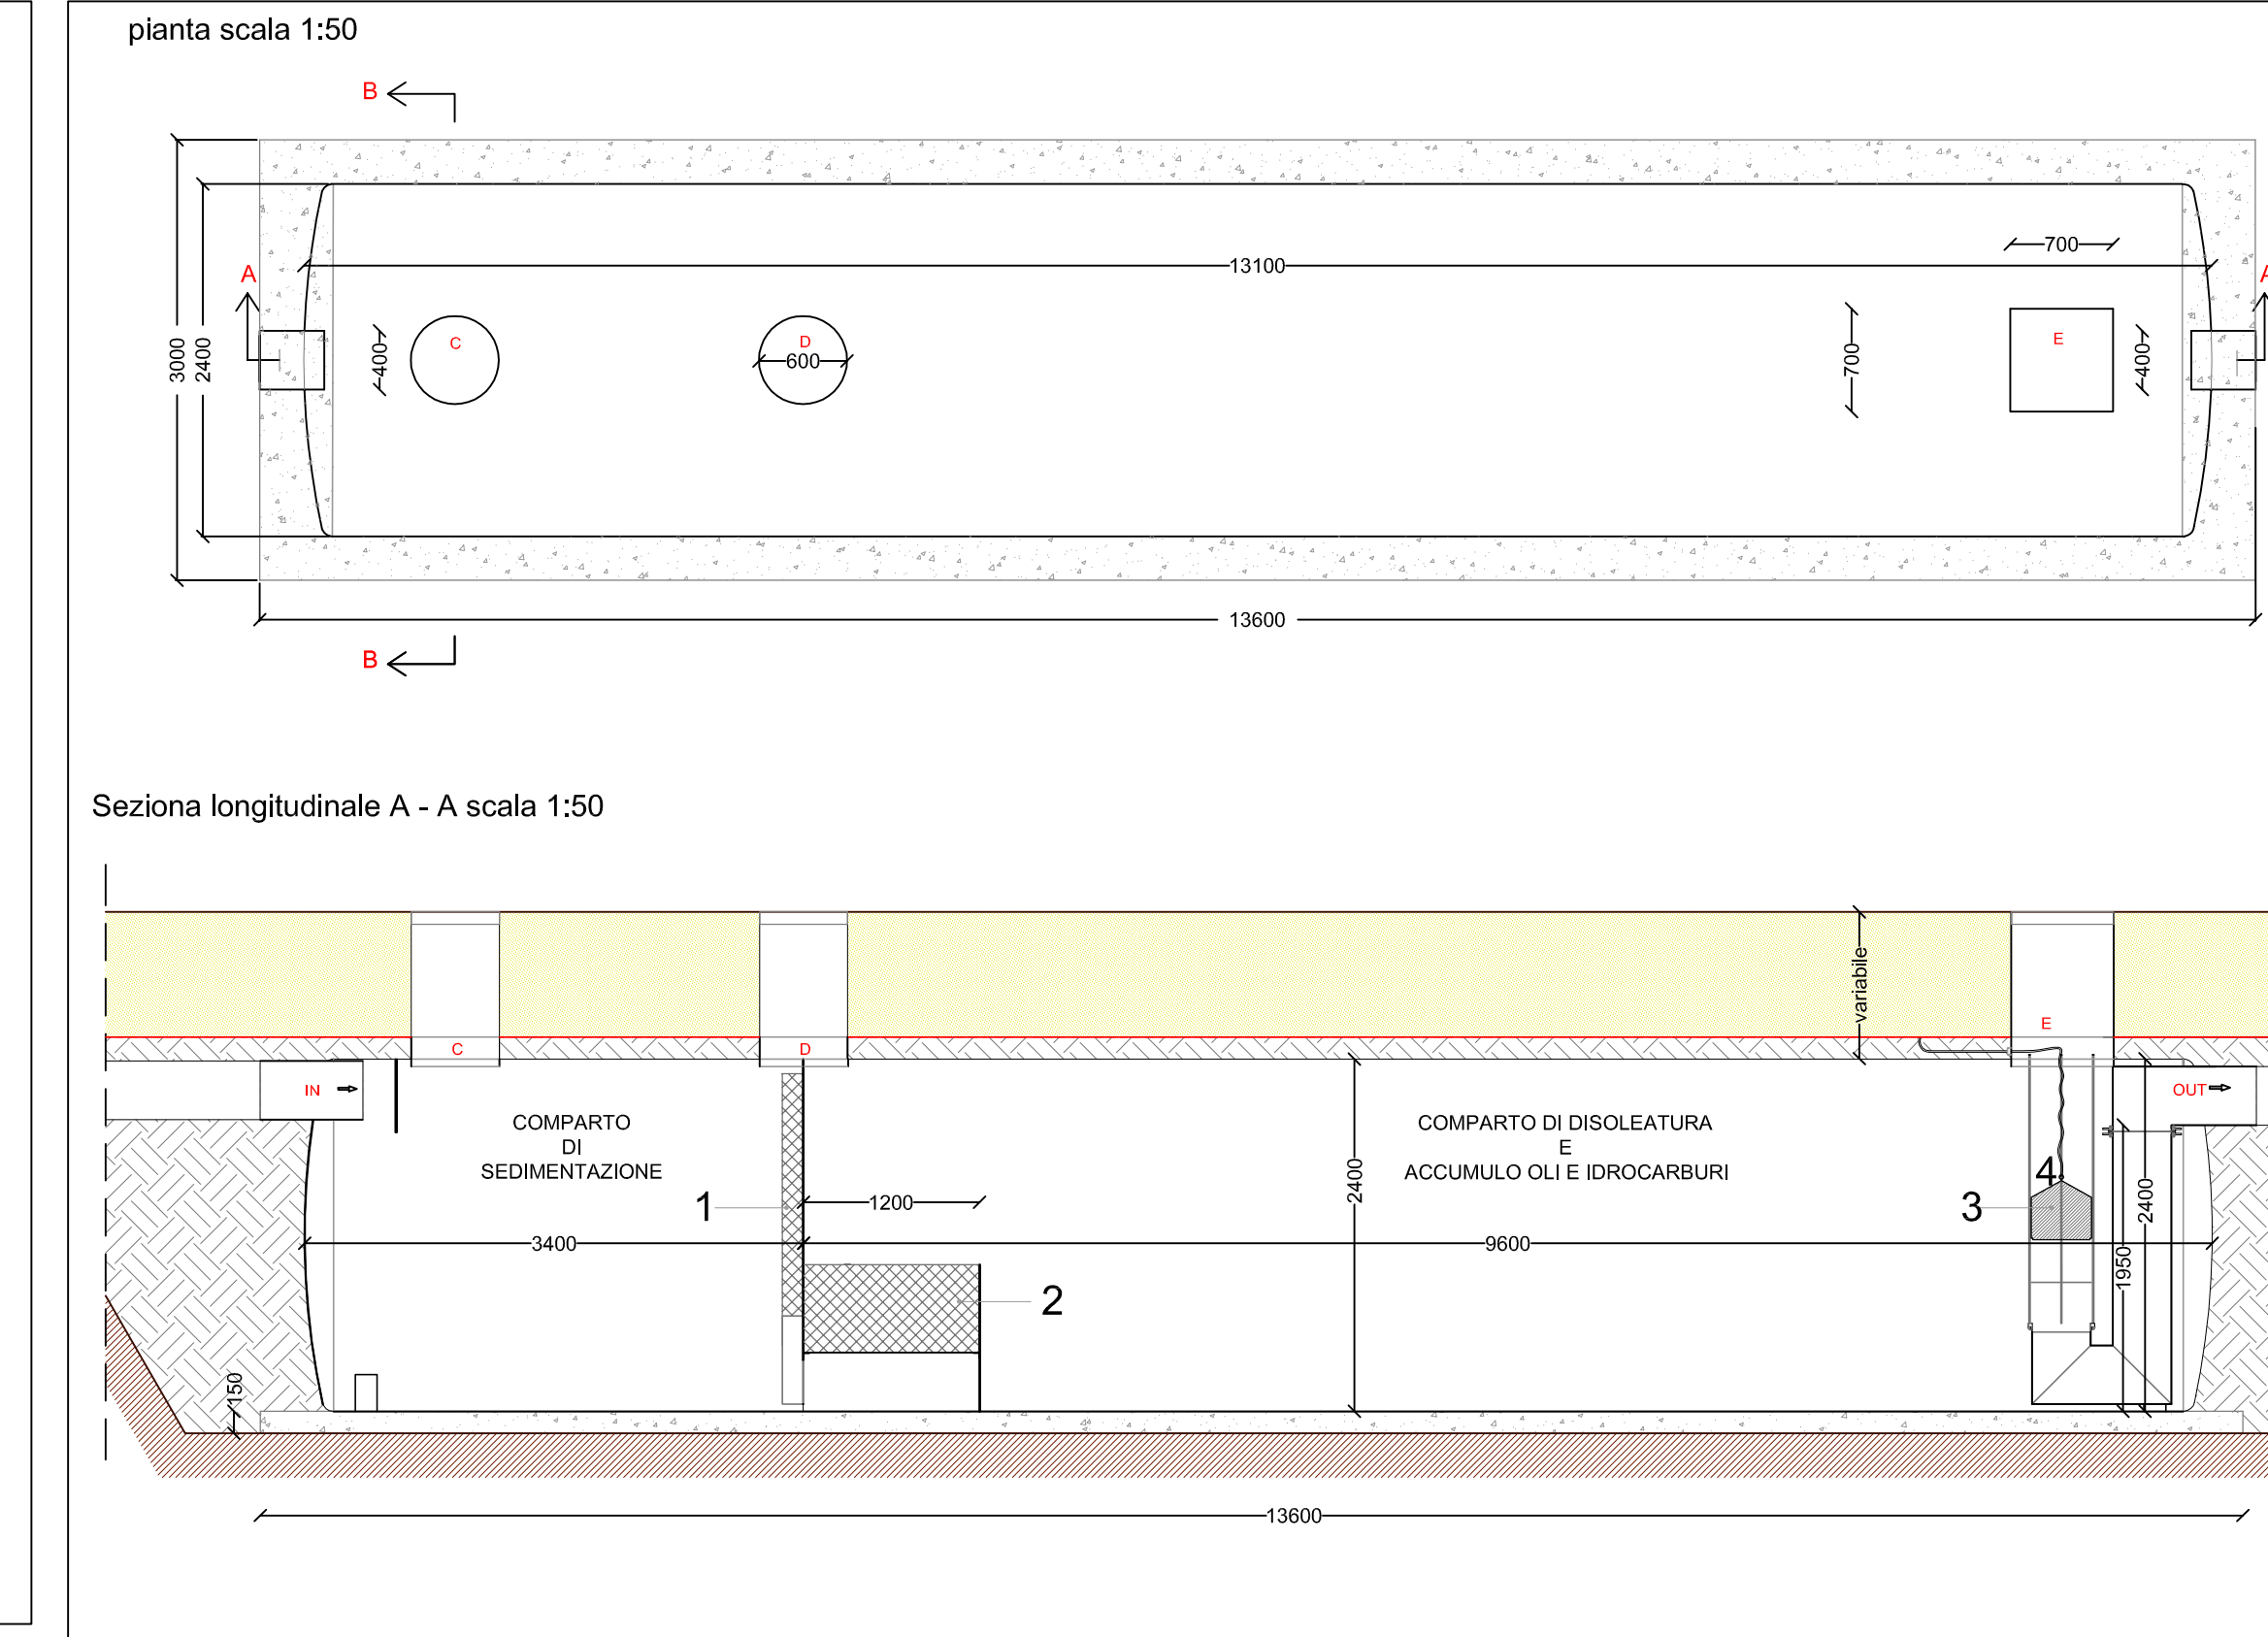 pianta scala 1:50
B
3000
2400
A
400
C
D
600
13100
700
700
E
400
A
13600
B
Seziona longitudinale A - A scala 1:50
variabile
C
D
E
IN
OUT
COMPARTO
DI
SEDIMENTAZIONE
COMPARTO DI DISOLEATURA
E
ACCUMULO OLI E IDROCARBURI
1
1200
2400
3
4
2400
3400
9600
1950
2
150
13600